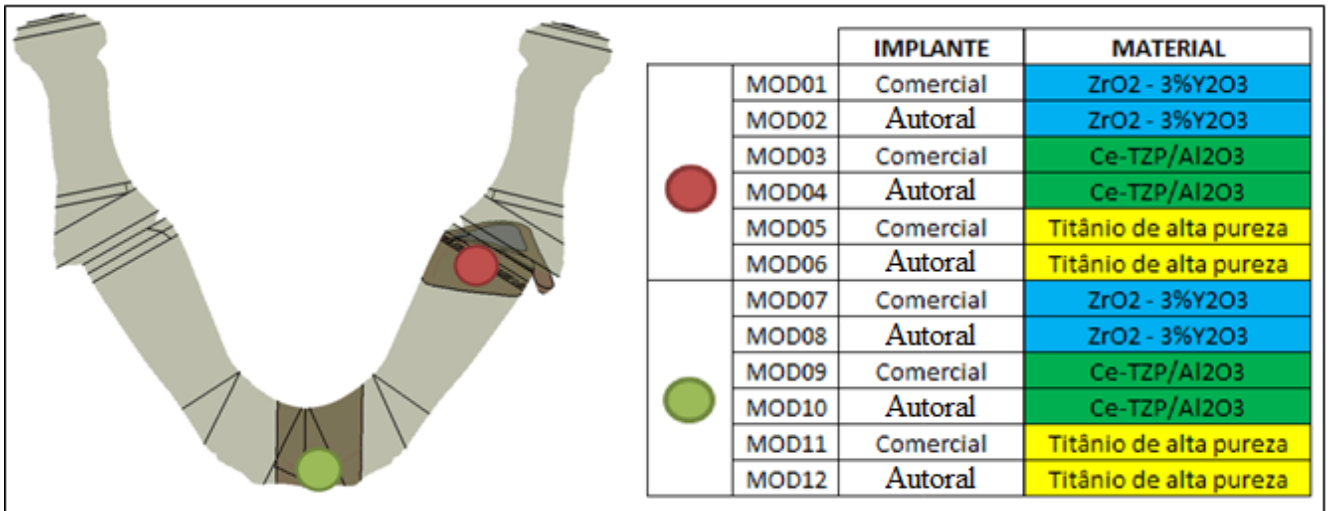 IMPLANTE MATERIAL
MOD01 Comercial ZrO2 - 3%Y2O3
MOD02 Autoral ZrO2 - 3%Y2O3
MOD03 Comercial Ce-TZP/Al2O3
MOD04 Autoral Ce-TZP/Al2O3
MOD05 Comercial Titânio de alta pureza
MOD06 Autoral Titânio de alta pureza
MOD07 Comercial ZrO2 - 3%Y2O3
MOD08 Autoral ZrO2 - 3%Y2O3
MOD09 Comercial Ce-TZP/Al2O3
MOD10 Autoral Ce-TZP/Al2O3
MOD11 Comercial Titânio de alta pureza
MOD12 Autoral Titânio de alta pureza